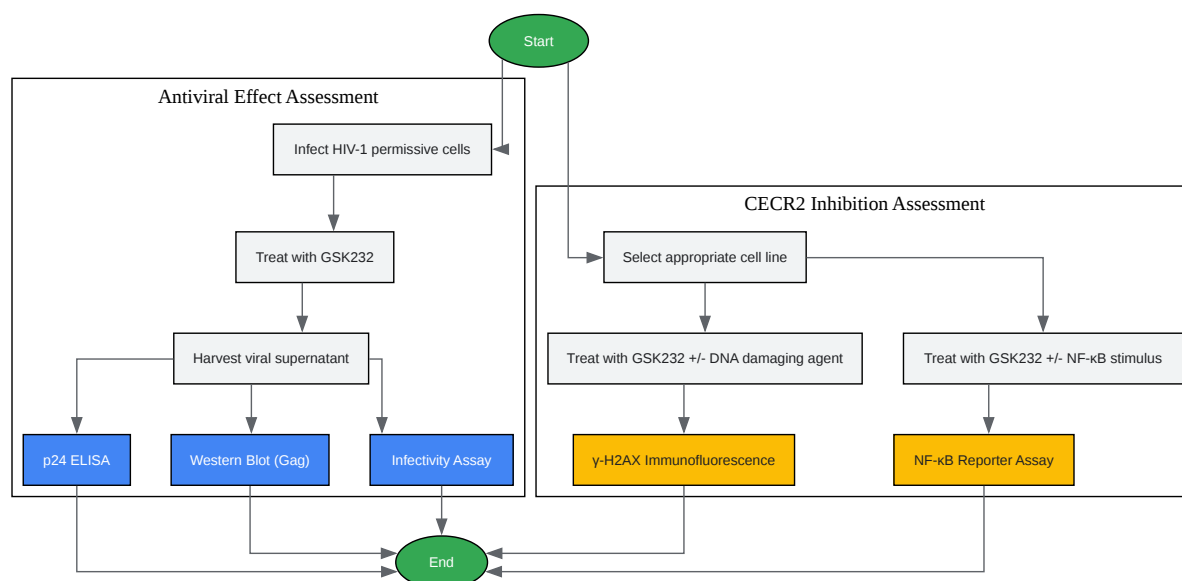 Start
Antiviral Effect Assessment
Infect HIV-1 permissive cells
Treat with GSK232
Harvest viral supernatant
p24 ELISA
Western Blot (Gag)
Infectivity Assay
CECR2 Inhibition Assessment
Select appropriate cell line
Treat with GSK232 +/- DNA damaging agent
Treat with GSK232 +/- NF-κB stimulus
γ-H2AX Immunofluorescence
NF-κB Reporter Assay
End